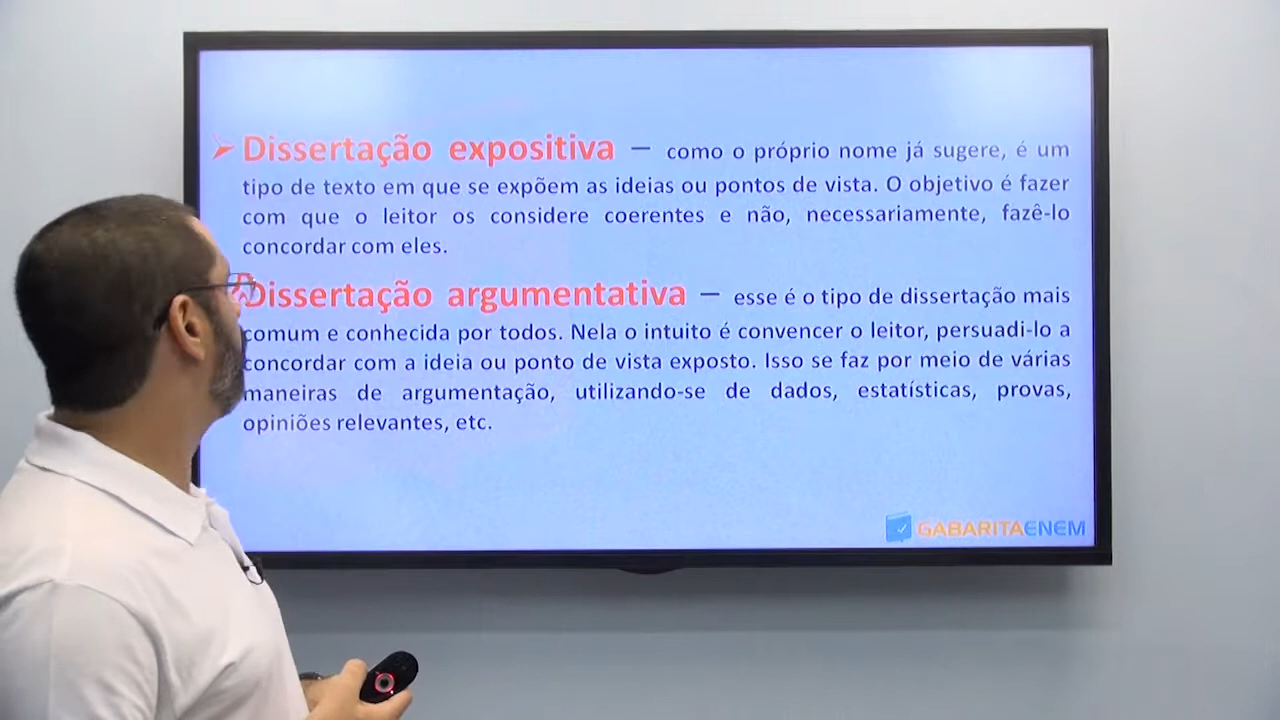 Dissertação expositiva – como o próprio nome já sugere, é um
tipo de texto em que se expõem as ideias ou pontos de vista. O objetivo é fazer
com que o leitor os considere coerentes e não, necessariamente, fazê-lo
concordar com eles.
Dissertação argumentativa – esse é o tipo de dissertação mais
comum e conhecida por todos. Nela o intuito é convencer o leitor, persuadi-lo a
concordar com a ideia ou ponto de vista exposto. Isso se faz por meio de várias
maneiras de argumentação, utilizando-se de dados, estatísticas, provas,
opiniões relevantes, etc.
GABARITAENEM